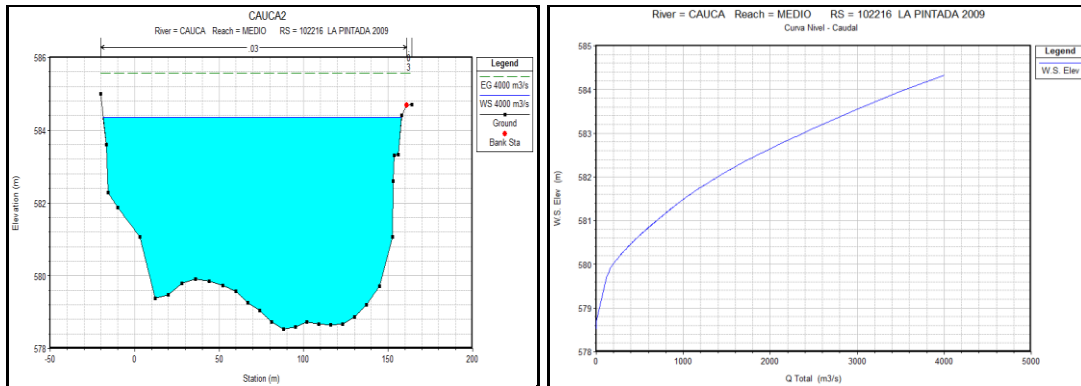 CAUCA2
River = CAUCA Reach = MEDIO RS = 102216 LA PINTADA 2009
.03
0
3
Legend
EG 4000 m3/s
WS 4000 m3/s
Ground
Bank Sta
586
584
582
580
578
Elevation (m)
-50
0
50
100
150
200
Station (m)
River = CAUCA Reach = MEDIO RS = 102216 LA PINTADA 2009
Curva Nivel - Caudal
Legend
W.S. Elev
585
584
583
582
581
580
579
578
W.S. Elev (m)
0
1000
2000
3000
4000
5000
Q Total (m3/s)